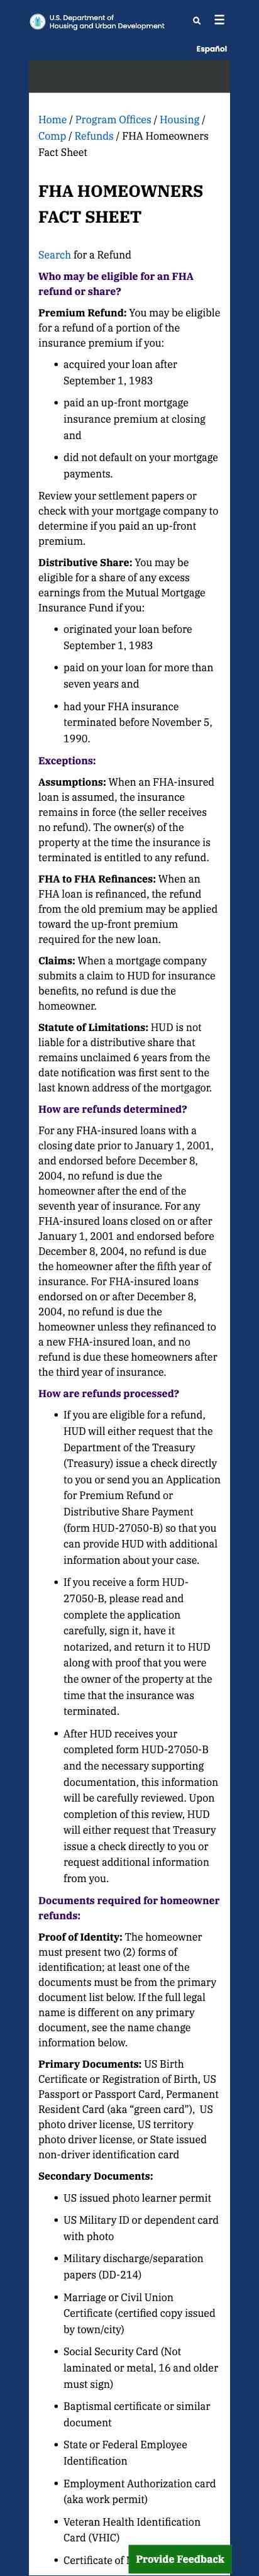 U.S. Department of
Housing and Urban Development
Español
Home / Program Offices / Housing /
Comp / Refunds / FHA Homeowners
Fact Sheet
FHA HOMEOWNERS
FACT SHEET
Search for a Refund
Who may be eligible for an FHA
refund or share?
Premium Refund: You may be eligible
for a refund of a portion of the
insurance premium if you:
• acquired your loan after
September 1, 1983
• paid an up-front mortgage
insurance premium at closing
and
• did not default on your mortgage
payments.
Review your settlement papers or
check with your mortgage company to
determine if you paid an up-front
premium.
Distributive Share: You may be
eligible for a share of any excess
earnings from the Mutual Mortgage
Insurance Fund if you:
• originated your loan before
September 1, 1983
• paid on your loan for more than
seven years and
• had your FHA insurance
terminated before November 5,
1990.
Exceptions:
Assumptions: When an FHA-insured
loan is assumed, the insurance
remains in force (the seller receives
no refund). The owner(s) of the
property at the time the insurance is
terminated is entitled to any refund.
FHA to FHA Refinances: When an
FHA loan is refinanced, the refund
from the old premium may be applied
toward the up-front premium
required for the new loan.
Claims: When a mortgage company
submits a claim to HUD for insurance
benefits, no refund is due the
homeowner.
Statute of Limitations: HUD is not
liable for a distributive share that
remains unclaimed 6 years from the
date notification was first sent to the
last known address of the mortgagor.
How are refunds determined?
For any FHA-insured loans with a
closing date prior to January 1, 2001,
and endorsed before December 8,
2004, no refund is due the
homeowner after the end of the
seventh year of insurance. For any
FHA-insured loans closed on or after
January 1, 2001 and endorsed before
December 8, 2004, no refund is due
the homeowner after the fifth year of
insurance. For FHA-insured loans
endorsed on or after December 8,
2004, no refund is due the
homeowner unless they refinanced to
a new FHA-insured loan, and no
refund is due these homeowners after
the third year of insurance.
How are refunds processed?
• If you are eligible for a refund,
HUD will either request that the
Department of the Treasury
(Treasury) issue a check directly
to you or send you an Application
for Premium Refund or
Distributive Share Payment
(form HUD-27050-B) so that you
can provide HUD with additional
information about your case.
• If you receive a form HUD-
27050-B, please read and
complete the application
carefully, sign it, have it
notarized, and return it to HUD
along with proof that you were
the owner of the property at the
time that the insurance was
terminated.
• After HUD receives your
completed form HUD-27050-B
and the necessary supporting
documentation, this information
will be carefully reviewed. Upon
completion of this review, HUD
will either request that Treasury
issue a check directly to you or
request additional information
from you.
Documents required for homeowner
refunds:
Proof of Identity: The homeowner
must present two (2) forms of
identification; at least one of the
documents must be from the primary
document list below. If the full legal
name is different on any primary
document, see the name change
information below.
Primary Documents: US Birth
Certificate or Registration of Birth, US
Passport or Passport Card, Permanent
Resident Card (aka “green card”), US
photo driver license, US territory
photo driver license, or State issued
non-driver identification card
Secondary Documents:
• US issued photo learner permit
• US Military ID or dependent card
with photo
• Military discharge/separation
papers (DD-214)
• Marriage or Civil Union
Certificate (certified copy issued
by town/city)
• Social Security Card (Not
laminated or metal, 16 and older
must sign)
• Baptismal certificate or similar
document
• State or Federal Employee
Identification
• Employment Authorization card
(aka work permit)
• Veteran Health Identification
Card (VHIC)
• Certificate of
Provide Feedback